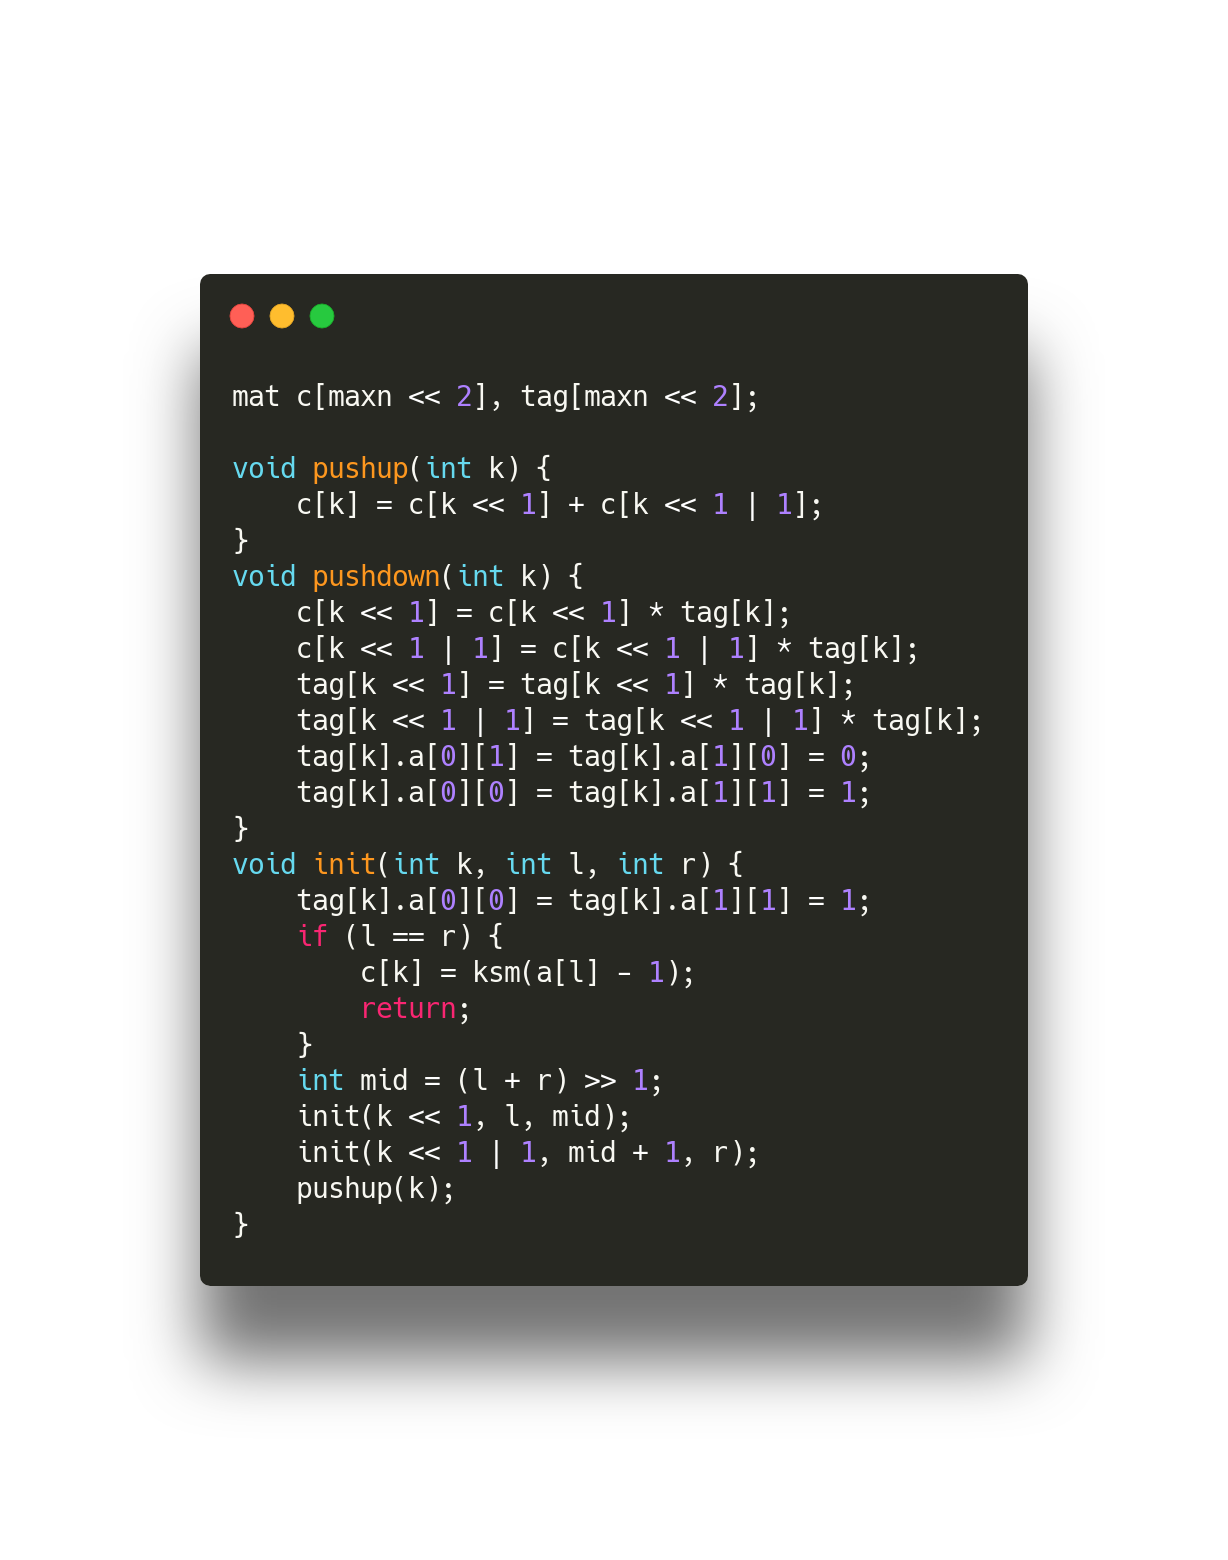 mat c[maxn << 2], tag[maxn << 2];

void pushup(int k) {
    c[k] = c[k << 1] + c[k << 1 | 1];
}
void pushdown(int k) {
    c[k << 1] = c[k << 1] * tag[k];
    c[k << 1 | 1] = c[k << 1 | 1] * tag[k];
    tag[k << 1] = tag[k << 1] * tag[k];
    tag[k << 1 | 1] = tag[k << 1 | 1] * tag[k];
    tag[k].a[0][1] = tag[k].a[1][0] = 0;
    tag[k].a[0][0] = tag[k].a[1][1] = 1;
}
void init(int k, int l, int r) {
    tag[k].a[0][0] = tag[k].a[1][1] = 1;
    if (l == r) {
        c[k] = ksm(a[l] - 1);
        return;
    }
    int mid = (l + r) >> 1;
    init(k << 1, l, mid);
    init(k << 1 | 1, mid + 1, r);
    pushup(k);
}